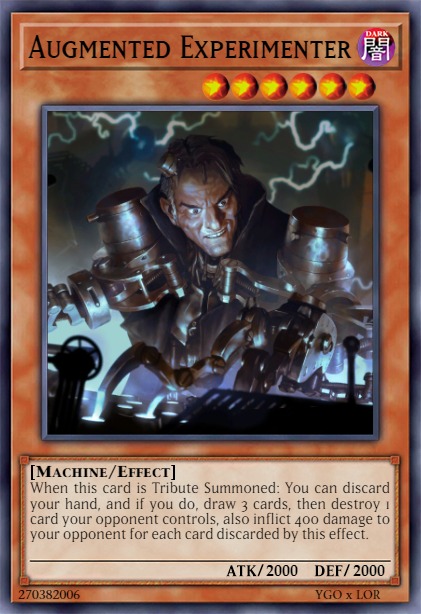 Augmented Experimenter
DARK
闇
[Machine/Effect]
When this card is Tribute Summoned: You can discard
your hand, and if you do, draw 3 cards, then destroy 1
card your opponent controls, also inflict 400 damage to
your opponent for each card discarded by this effect.
ATK/2000 DEF/2000
270382006 YGO x LOR